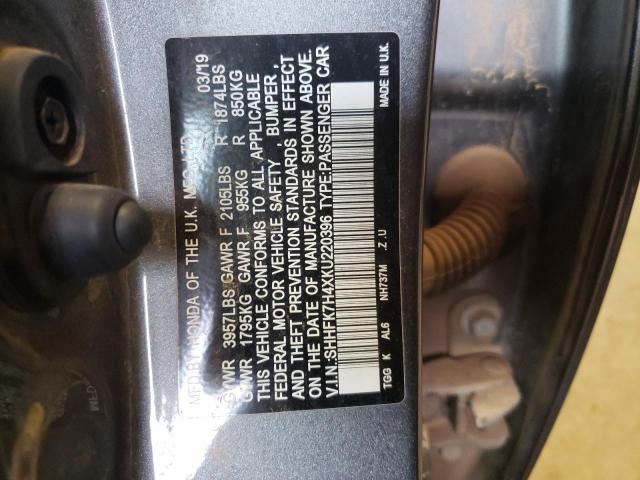 MFD.BY HONDA OF THE U.K. MFG.,LTD. 03/19
GVWR 3957LBS GAWR F 2105LBS R 1874LBS
GVWR 1795KG GAWR F 955KG R 850KG
THIS VEHICLE CONFORMS TO ALL APPLICABLE
FEDERAL MOTOR VEHICLE SAFETY , BUMPER ,
AND THEFT PREVENTION STANDARDS IN EFFECT
ON THE DATE OF MANUFACTURE SHOWN ABOVE.
V.I.N:SHHFK7H4XKU220396 TYPE:PASSENGER CAR
TGG K AL6 NH737M .Z .U MADE IN U.K.